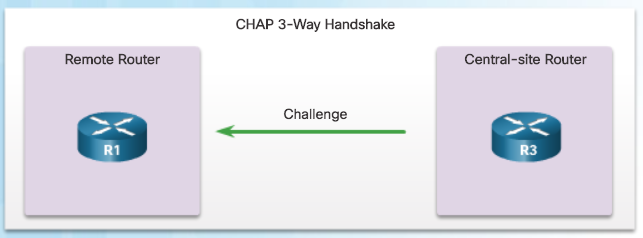 CHAP 3-Way Handshake
Remote Router
Central-site Router
Challenge
R1
R3